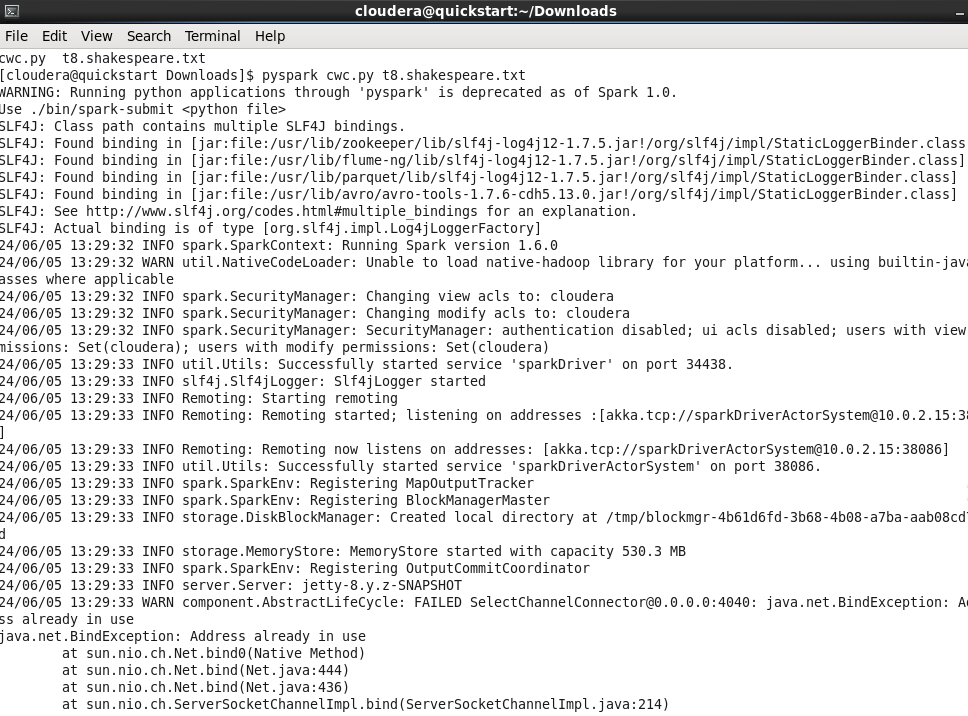 cloudera@quickstart:~/Downloads
File Edit View Search Terminal Help
cwc.py  t8.shakespeare.txt
[cloudera@quickstart Downloads]$ pyspark cwc.py t8.shakespeare.txt
WARNING: Running python applications through 'pyspark' is deprecated as of Spark 1.0.
Use ./bin/spark-submit <python file>
SLF4J: Class path contains multiple SLF4J bindings.
SLF4J: Found binding in [jar:file:/usr/lib/zookeeper/lib/slf4j-log4j12-1.7.5.jar!/org/slf4j/impl/StaticLoggerBinder.class
SLF4J: Found binding in [jar:file:/usr/lib/flume-ng/lib/slf4j-log4j12-1.7.5.jar!/org/slf4j/impl/StaticLoggerBinder.class]
SLF4J: Found binding in [jar:file:/usr/lib/parquet/lib/slf4j-log4j12-1.7.5.jar!/org/slf4j/impl/StaticLoggerBinder.class]
SLF4J: Found binding in [jar:file:/usr/lib/avro/avro-tools-1.7.6-cdh5.13.0.jar!/org/slf4j/impl/StaticLoggerBinder.class]
SLF4J: See http://www.slf4j.org/codes.html#multiple_bindings for an explanation.
SLF4J: Actual binding is of type [org.slf4j.impl.Log4jLoggerFactory]
24/06/05 13:29:32 INFO spark.SparkContext: Running Spark version 1.6.0
24/06/05 13:29:32 WARN util.NativeCodeLoader: Unable to load native-hadoop library for your platform... using builtin-java
asses where applicable
24/06/05 13:29:32 INFO spark.SecurityManager: Changing view acls to: cloudera
24/06/05 13:29:32 INFO spark.SecurityManager: Changing modify acls to: cloudera
24/06/05 13:29:32 INFO spark.SecurityManager: SecurityManager: authentication disabled; ui acls disabled; users with view
missions: Set(cloudera); users with modify permissions: Set(cloudera)
24/06/05 13:29:33 INFO util.Utils: Successfully started service 'sparkDriver' on port 34438.
24/06/05 13:29:33 INFO slf4j.Slf4jLogger: Slf4jLogger started
24/06/05 13:29:33 INFO Remoting: Starting remoting
24/06/05 13:29:33 INFO Remoting: Remoting started; listening on addresses :[akka.tcp://sparkDriverActorSystem@10.0.2.15:38
]
24/06/05 13:29:33 INFO Remoting: Remoting now listens on addresses: [akka.tcp://sparkDriverActorSystem@10.0.2.15:38086]
24/06/05 13:29:33 INFO util.Utils: Successfully started service 'sparkDriverActorSystem' on port 38086.
24/06/05 13:29:33 INFO spark.SparkEnv: Registering MapOutputTracker
24/06/05 13:29:33 INFO spark.SparkEnv: Registering BlockManagerMaster
24/06/05 13:29:33 INFO storage.DiskBlockManager: Created local directory at /tmp/blockmgr-4b61d6fd-3b68-4b08-a7ba-aab08cd
d
24/06/05 13:29:33 INFO storage.MemoryStore: MemoryStore started with capacity 530.3 MB
24/06/05 13:29:33 INFO spark.SparkEnv: Registering OutputCommitCoordinator
24/06/05 13:29:33 INFO server.Server: jetty-8.y.z-SNAPSHOT
24/06/05 13:29:33 WARN component.AbstractLifeCycle: FAILED SelectChannelConnector@0.0.0.0:4040: java.net.BindException: A
ss already in use
java.net.BindException: Address already in use
        at sun.nio.ch.Net.bind0(Native Method)
        at sun.nio.ch.Net.bind(Net.java:444)
        at sun.nio.ch.Net.bind(Net.java:436)
        at sun.nio.ch.ServerSocketChannelImpl.bind(ServerSocketChannelImpl.java:214)